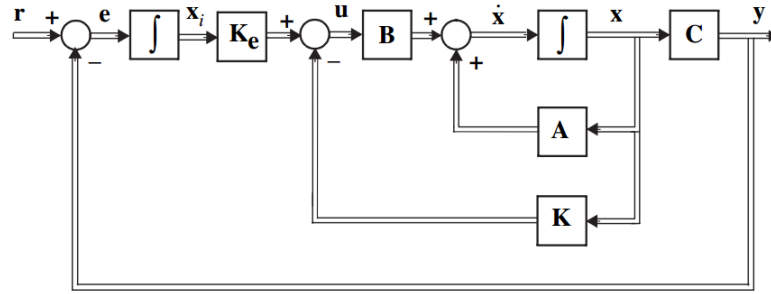 r + e ∫ x_i K_e + u B + ẋ ∫ x C y
− − +
A
K